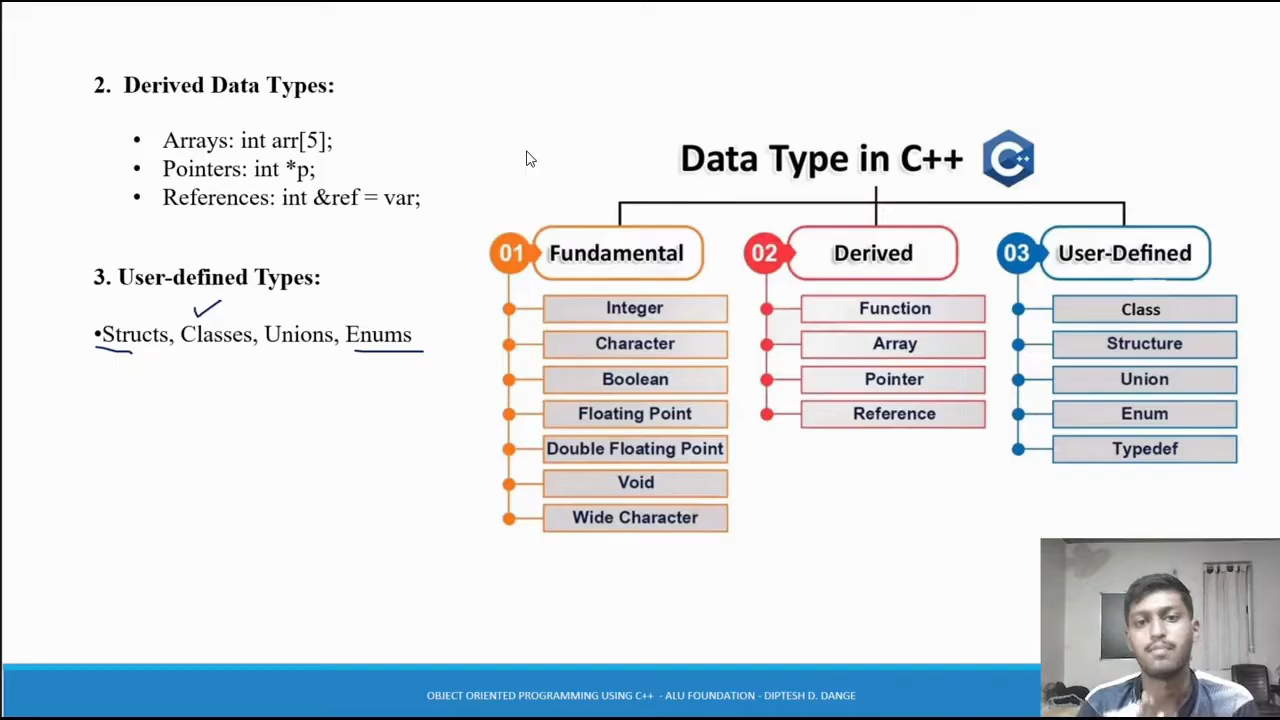 2. Derived Data Types:
• Arrays: int arr[5];
• Pointers: int *p;
• References: int &ref = var;
3. User-defined Types:
•Structs, Classes, Unions, Enums
Data Type in C++
C++
01 Fundamental
Integer
Character
Boolean
Floating Point
Double Floating Point
Void
Wide Character
02 Derived
Function
Array
Pointer
Reference
03 User-Defined
Class
Structure
Union
Enum
Typedef
OBJECT ORIENTED PROGRAMMING USING C++ - ALU FOUNDATION - DIPTESH D. DANGE